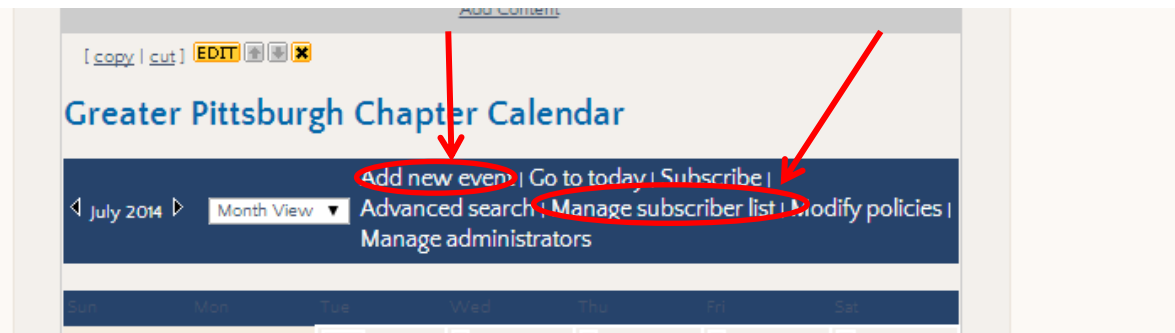 Add Content
[ copy | cut ] EDIT
Greater Pittsburgh Chapter Calendar
Add new event | Go to today | Subscribe |
July 2014 Month View Advanced search | Manage subscriber list | Modify policies |
Manage administrators
Sun Mon Tue Wed Thu Fri Sat